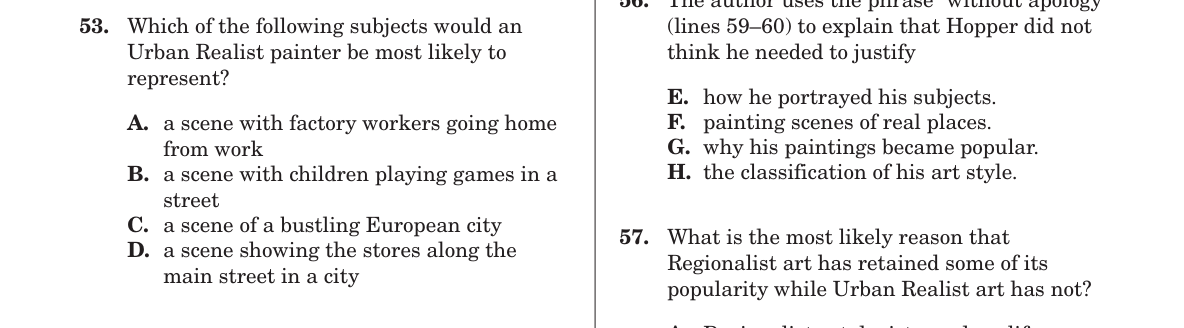 53. Which of the following subjects would an
Urban Realist painter be most likely to
represent?
A. a scene with factory workers going home
from work
B. a scene with children playing games in a
street
C. a scene of a bustling European city
D. a scene showing the stores along the
main street in a city
56. The author uses the phrase "without apology"
(lines 59–60) to explain that Hopper did not
think he needed to justify
E. how he portrayed his subjects.
F. painting scenes of real places.
G. why his paintings became popular.
H. the classification of his art style.
57. What is the most likely reason that
Regionalist art has retained some of its
popularity while Urban Realist art has not?